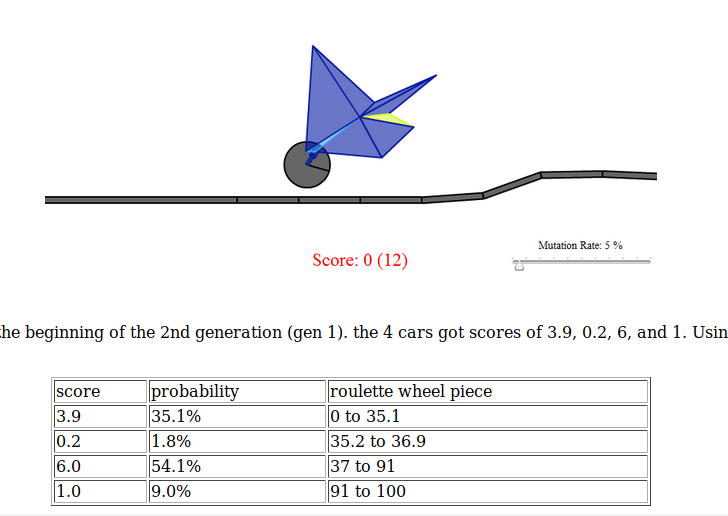 Mutation Rate: 5 %
Score: 0 (12)
the beginning of the 2nd generation (gen 1). the 4 cars got scores of 3.9, 0.2, 6, and 1. Usin
score probability roulette wheel piece
3.9 35.1% 0 to 35.1
0.2 1.8% 35.2 to 36.9
6.0 54.1% 37 to 91
1.0 9.0% 91 to 100